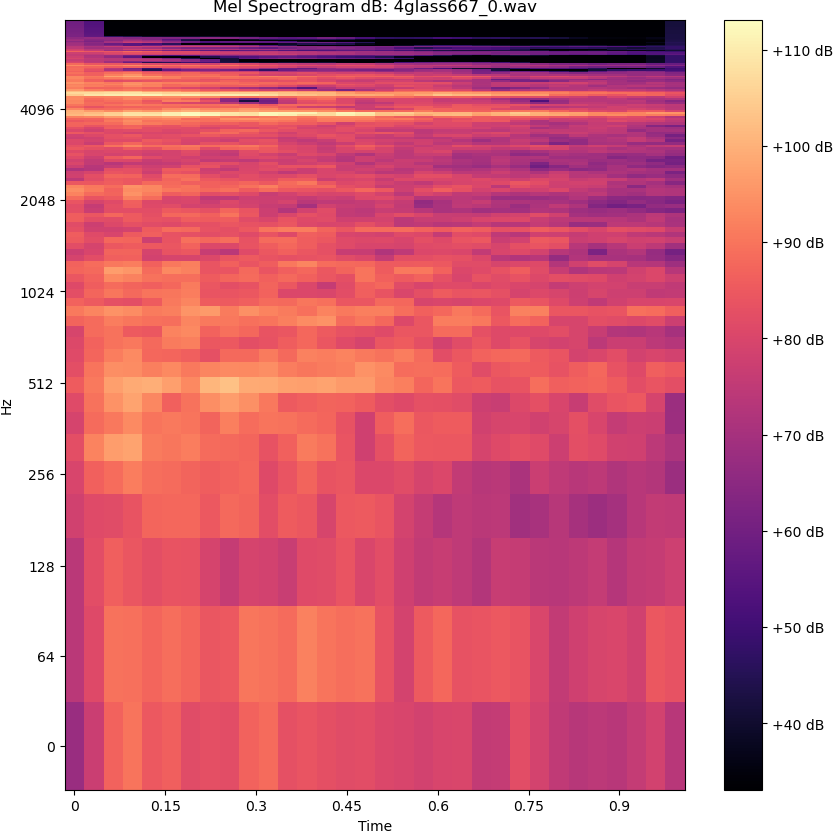 Mel Spectrogram dB: 4glass667_0.wav
+110 dB
4096
+100 dB
2048
+90 dB
1024
+80 dB
512
Hz
+70 dB
256
+60 dB
128
+50 dB
64
+40 dB
0
0 0.15 0.3 0.45 0.6 0.75 0.9
Time